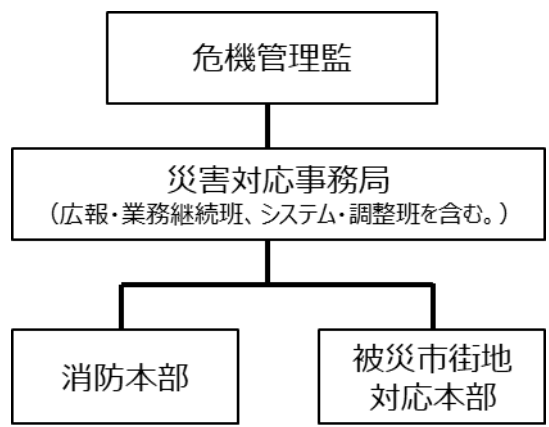 危機管理監
災害対応事務局
（広報・業務継続班、システム・調整班を含む。）
消防本部
被災市街地
対応本部